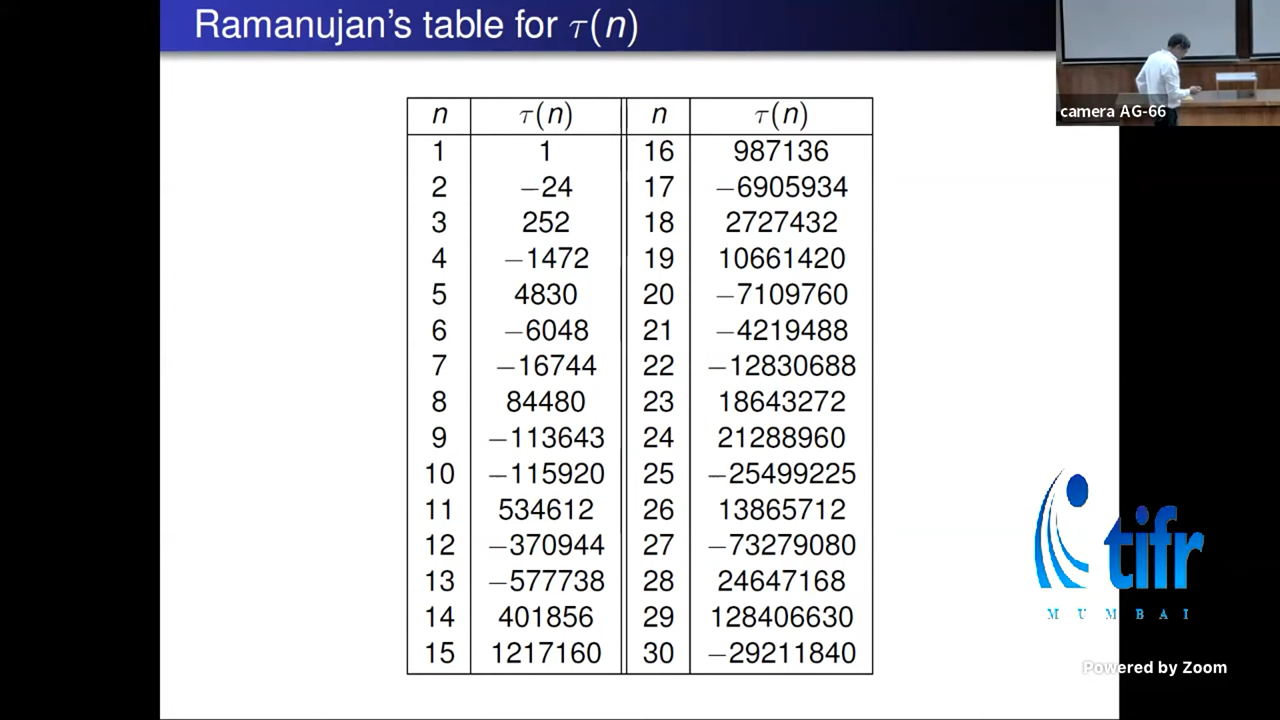 Ramanujan's table for τ(n)
camera AG-66
n τ(n) n τ(n)
1 1 16 987136
2 −24 17 −6905934
3 252 18 2727432
4 −1472 19 10661420
5 4830 20 −7109760
6 −6048 21 −4219488
7 −16744 22 −12830688
8 84480 23 18643272
9 −113643 24 21288960
10 −115920 25 −25499225
11 534612 26 13865712
12 −370944 27 −73279080
13 −577738 28 24647168
14 401856 29 128406630
15 1217160 30 −29211840
tifr
MUMBAI
Powered by Zoom